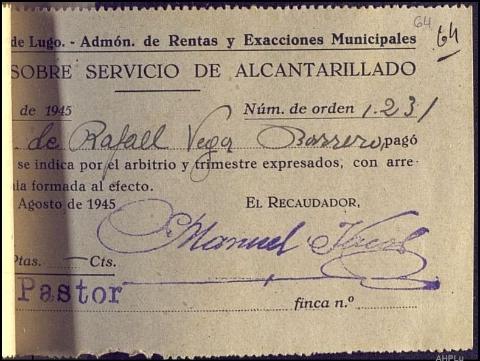 64
64
de Lugo. - Admón. de Rentas y Exacciones Municipales
SOBRE SERVICIO DE ALCANTARILLADO
de 1945 Núm. de orden 1.231
de Rafael Vega Barrero, pagó
se indica por el arbitrio y trimestre expresados, con arre-
ula formada al efecto.
Agosto de 1945 EL RECAUDADOR,
Manuel
Ptas. — Cts.
Pastor
finca n.º
AHPLu